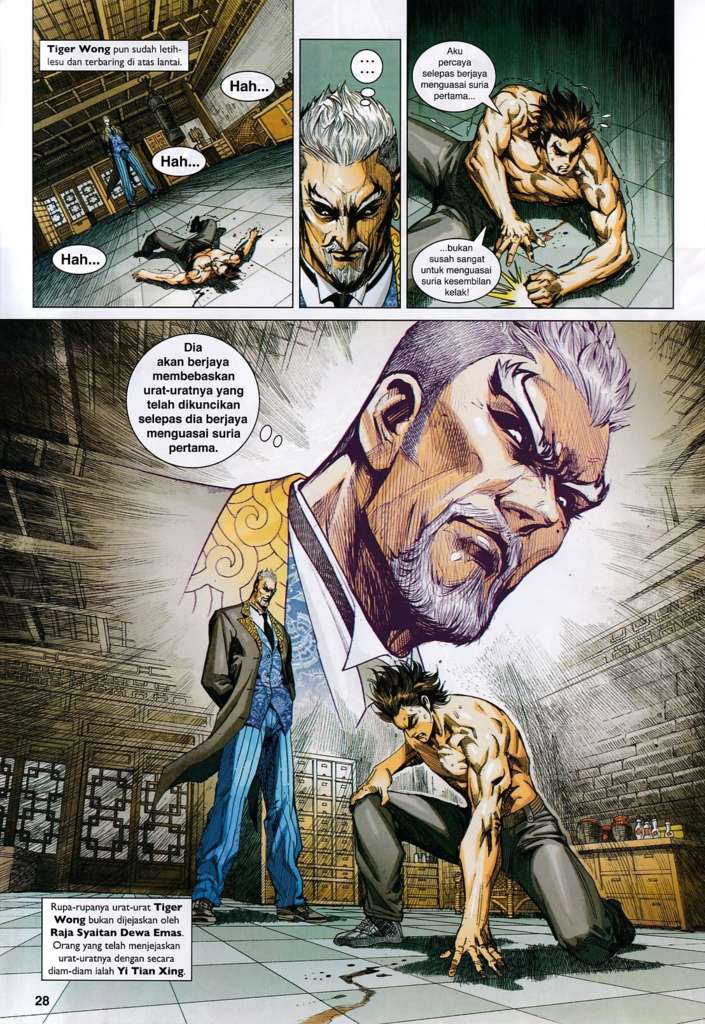 Tiger Wong pun sudah letih-
lesu dan terbaring di atas lantai.
Hah...
Hah...
Hah...
...
...
Aku
percaya
selepas berjaya
menguasai suria
pertama...
...bukan
susah sangat
untuk menguasai
suria kesembilan
kelak!
Dia
akan berjaya
membebaskan
urat-uratnya yang
telah dikuncikan
selepas dia berjaya
menguasai suria
pertama.
Rupa-rupanya urat-urat Tiger
Wong bukan dijejaskan oleh
Raja Syaitan Dewa Emas.
Orang yang telah menjejaskan
urat-uratnya dengan secara
diam-diam ialah Yi Tian Xing.
28